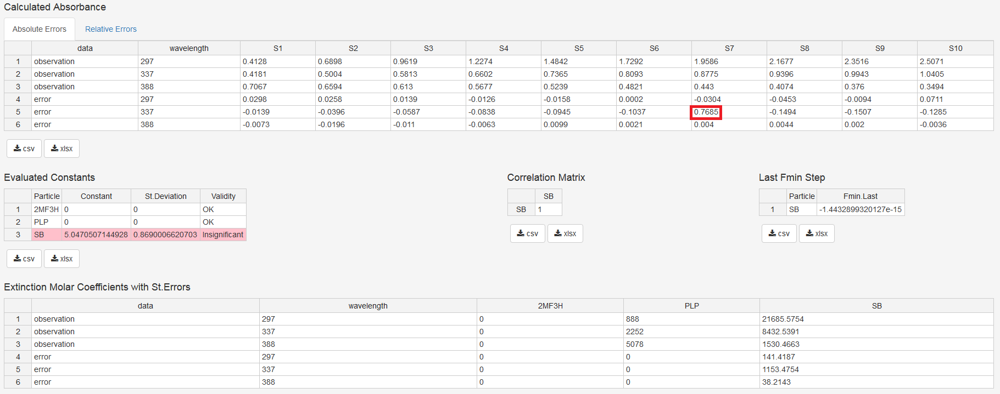 Calculated Absorbance
Absolute Errors Relative Errors
data wavelength S1 S2 S3 S4 S5 S6 S7 S8 S9 S10
1 observation 297 0.4128 0.6898 0.9619 1.2274 1.4842 1.7292 1.9586 2.1677 2.3516 2.5071
2 observation 337 0.4181 0.5004 0.5813 0.6602 0.7365 0.8093 0.8775 0.9396 0.9943 1.0405
3 observation 388 0.7067 0.6594 0.613 0.5677 0.5239 0.4821 0.443 0.4074 0.376 0.3494
4 error 297 0.0298 0.0258 0.0139 -0.0126 -0.0158 0.0002 -0.0304 -0.0453 -0.0094 0.0711
5 error 337 -0.0139 -0.0396 -0.0587 -0.0838 -0.0945 -0.1037 0.7685 -0.1494 -0.1507 -0.1285
6 error 388 -0.0073 -0.0196 -0.011 -0.0063 0.0099 0.0021 0.004 0.0044 0.002 -0.0036
csv xlsx
Evaluated Constants Correlation Matrix Last Fmin Step
Particle Constant St.Deviation Validity SB Particle Fmin.Last
1 2MF3H 0 0 OK SB 1 1 SB -1.4432899320127e-15
2 PLP 0 0 OK
3 SB 5.0470507144928 0.8690006620703 Insignificant csv xlsx csv xlsx
csv xlsx
Extinction Molar Coefficients with St.Errors
data wavelength 2MF3H PLP SB
1 observation 297 0 888 21685.5754
2 observation 337 0 2252 8432.5391
3 observation 388 0 5078 1530.4663
4 error 297 0 0 141.4187
5 error 337 0 0 1153.4754
6 error 388 0 0 38.2143